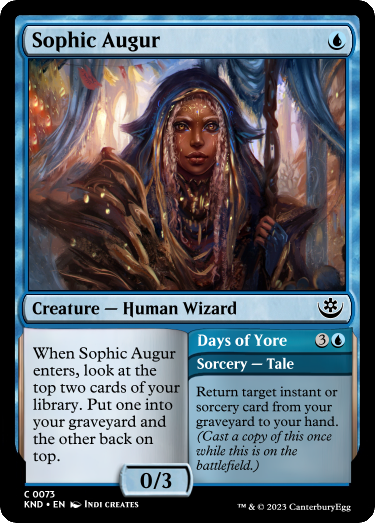 Sophic Augur
Creature — Human Wizard
When Sophic Augur
enters, look at the
top two cards of your
library. Put one into
your graveyard and
the other back on
top.
Days of Yore 3
Sorcery — Tale
Return target instant or
sorcery card from your
graveyard to your hand.
(Cast a copy of this once
while this is on the
battlefield.)
0/3
C 0073
KND • EN Indi creates
™ & © 2023 CanterburyEgg